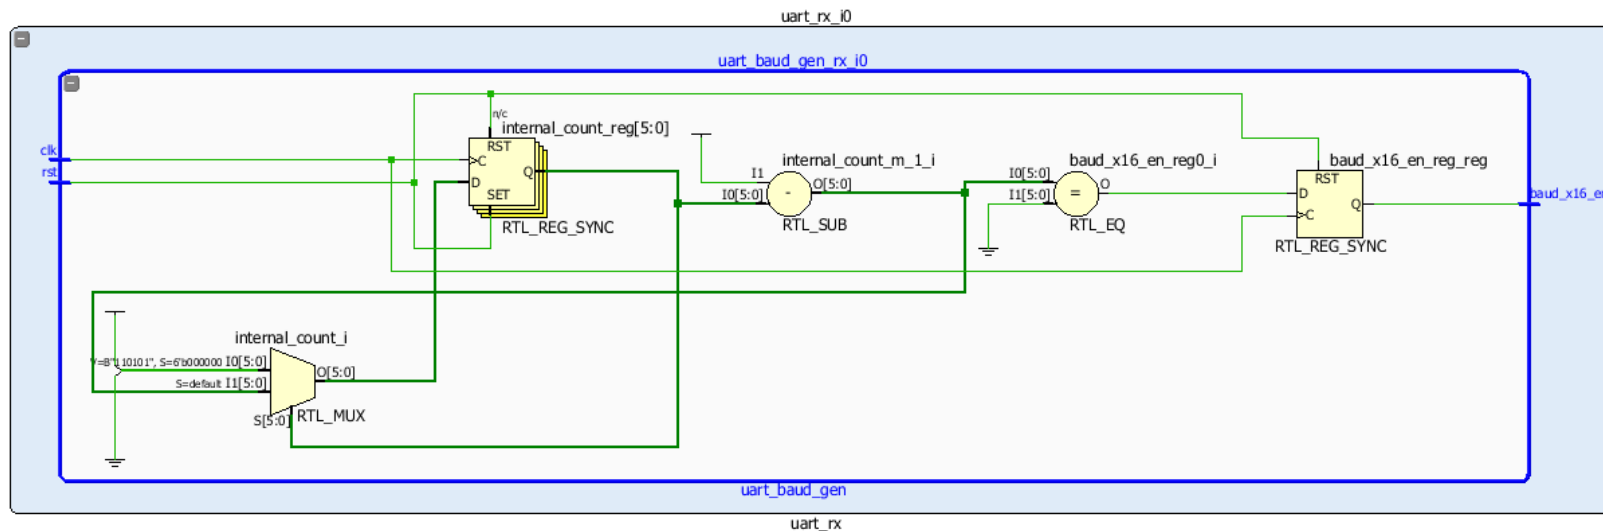 uart_rx_i0
uart_baud_gen_rx_i0
clk
rst
n/c
internal_count_reg[5:0]
RST
C
D
Q
SET
RTL_REG_SYNC
I1
I0[5:0]
internal_count_m_1_i
-
O[5:0]
RTL_SUB
I0[5:0]
I1[5:0]
baud_x16_en_reg0_i
=
O
RTL_EQ
baud_x16_en_reg_reg
RST
D
C
Q
RTL_REG_SYNC
baud_x16_en
internal_count_i
V=B"110101", S=6'b000000 I0[5:0]
S=default I1[5:0]
O[5:0]
S[5:0]
RTL_MUX
uart_baud_gen
uart_rx